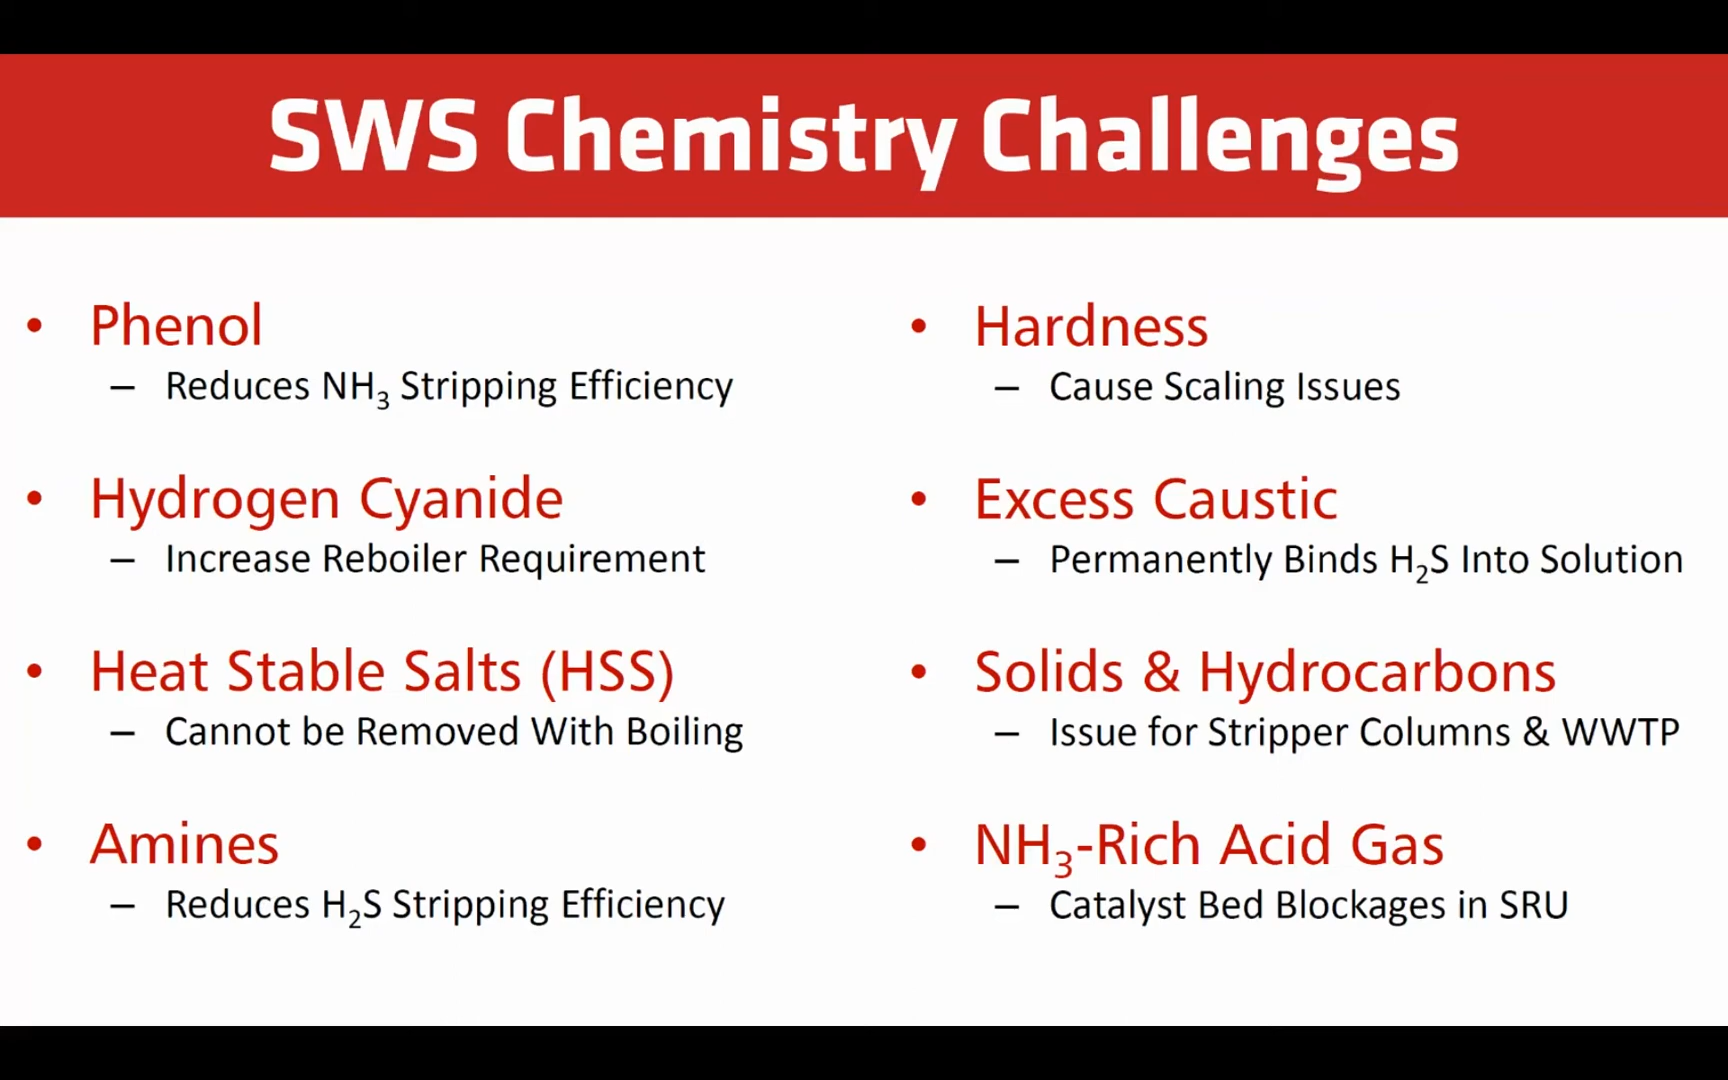 SWS Chemistry Challenges
• Phenol
– Reduces NH₃ Stripping Efficiency
• Hydrogen Cyanide
– Increase Reboiler Requirement
• Heat Stable Salts (HSS)
– Cannot be Removed With Boiling
• Amines
– Reduces H₂S Stripping Efficiency
• Hardness
– Cause Scaling Issues
• Excess Caustic
– Permanently Binds H₂S Into Solution
• Solids & Hydrocarbons
– Issue for Stripper Columns & WWTP
• NH₃-Rich Acid Gas
– Catalyst Bed Blockages in SRU